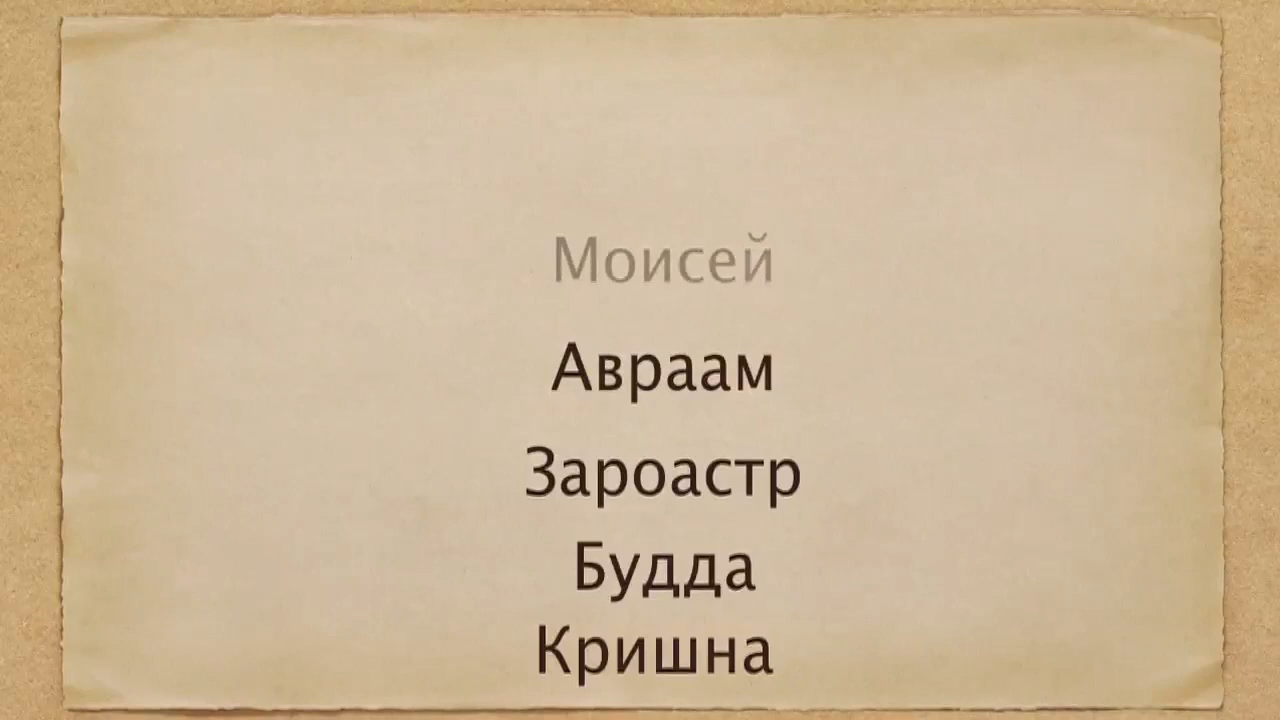 Моисей
Авраам
Зароастр
Будда
Кришна